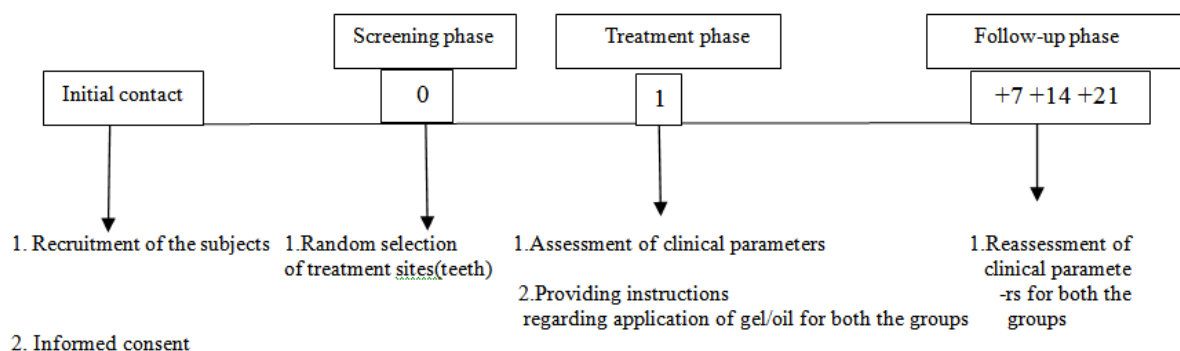 Screening phase
Treatment phase
Follow-up phase
Initial contact
0
1
+7 +14 +21
1. Recruitment of the subjects
2. Informed consent
1.Random selection
of treatment sites(teeth)
1.Assessment of clinical parameters
2.Providing instructions
regarding application of gel/oil for both the groups
1.Reassessment of
clinical paramete
-rs for both the
groups